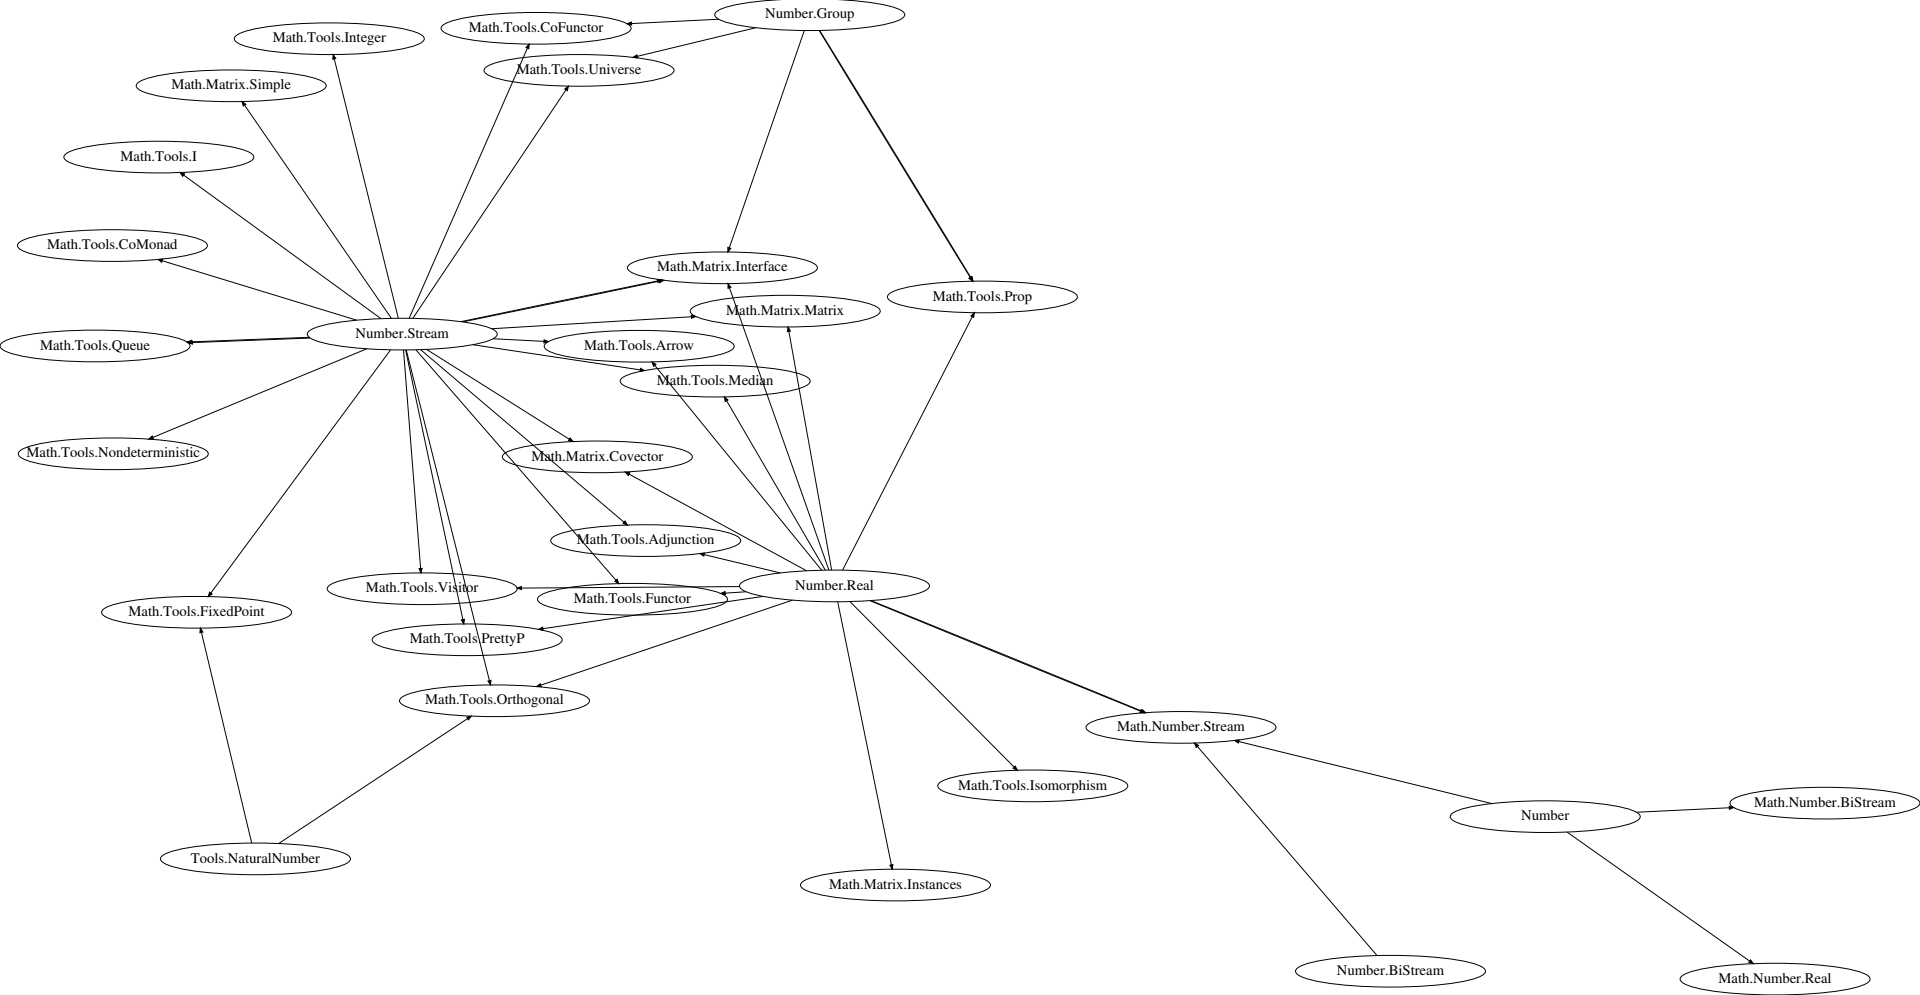 Number.Group
Math.Tools.CoFunctor
Math.Tools.Integer
Math.Tools.Universe
Math.Matrix.Simple
Math.Tools.I
Math.Tools.CoMonad
Math.Matrix.Interface
Math.Tools.Prop
Math.Matrix.Matrix
Number.Stream
Math.Tools.Queue
Math.Tools.Arrow
Math.Tools.Median
Math.Tools.Nondeterministic
Math.Matrix.Covector
Math.Tools.Adjunction
Number.Real
Math.Tools.Visitor
Math.Tools.Functor
Math.Tools.FixedPoint
Math.Tools.PrettyP
Math.Tools.Orthogonal
Math.Number.Stream
Math.Tools.Isomorphism
Math.Number.BiStream
Number
Tools.NaturalNumber
Math.Matrix.Instances
Number.BiStream
Math.Number.Real